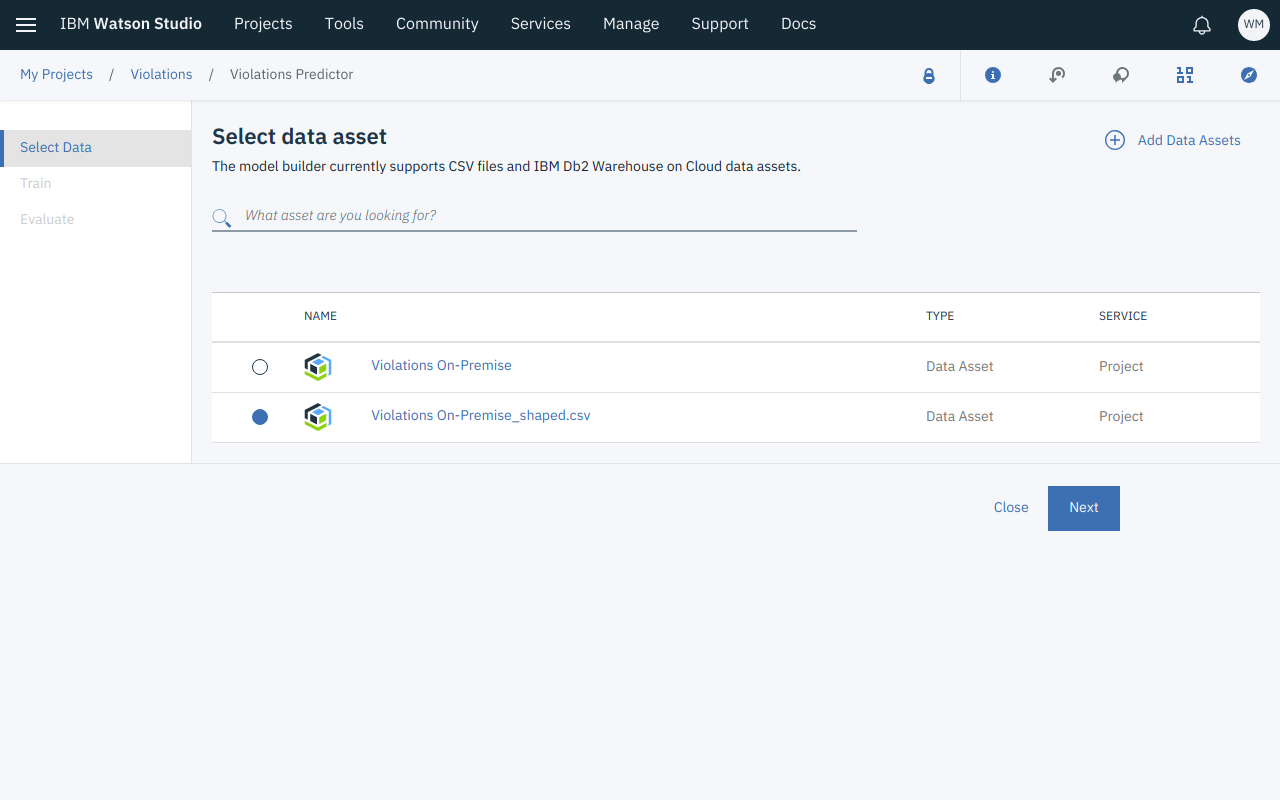 IBM Watson Studio Projects Tools Community Services Manage Support Docs WM
My Projects / Violations / Violations Predictor
Select Data
Train
Evaluate
Select data asset
The model builder currently supports CSV files and IBM Db2 Warehouse on Cloud data assets.
Add Data Assets
What asset are you looking for?
NAME TYPE SERVICE
Violations On-Premise Data Asset Project
Violations On-Premise_shaped.csv Data Asset Project
Close Next